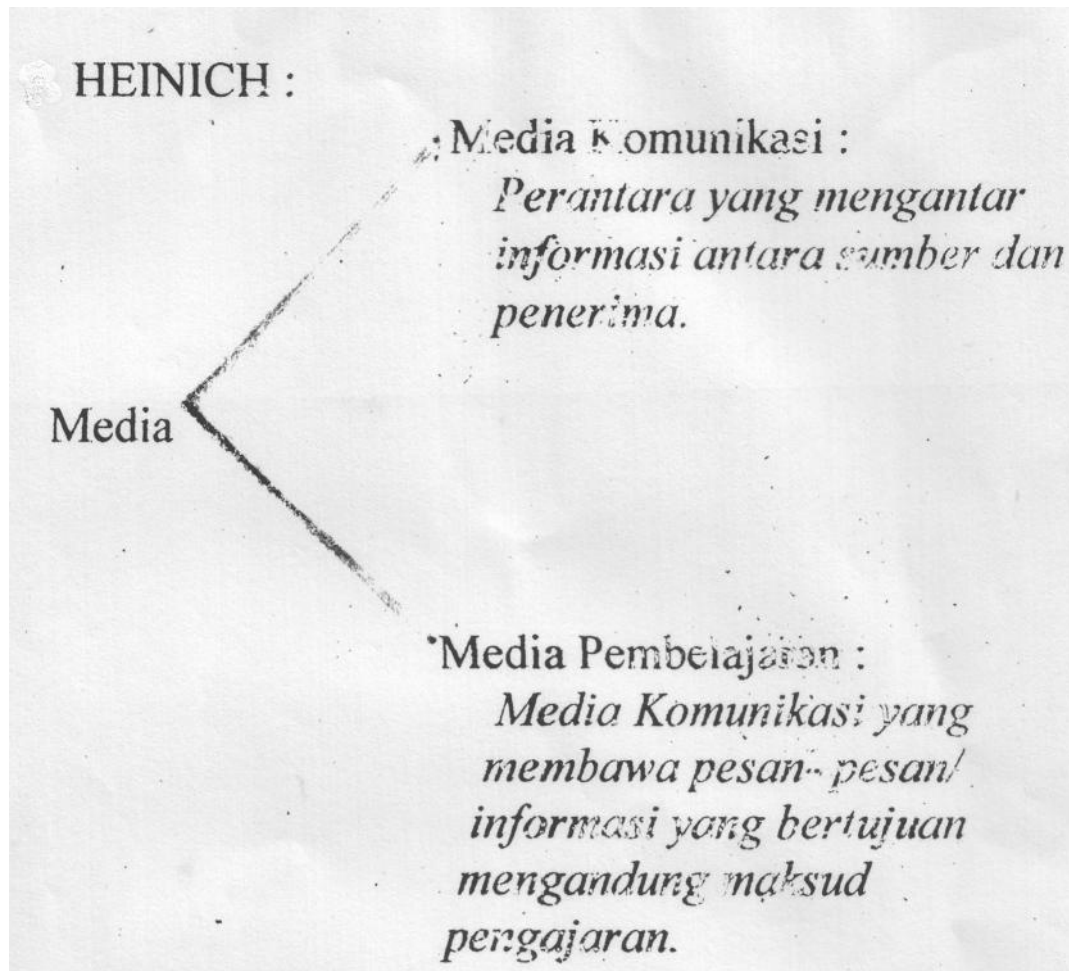 HEINICH :
Media Komunikasi :
Perantara yang mengantar
informasi antara sumber dan
penerima.
Media
Media Pembelajaran :
Media Komunikasi yang
membawa pesan- pesan/
informasi yang bertujuan
mengandung maksud
pengajaran.